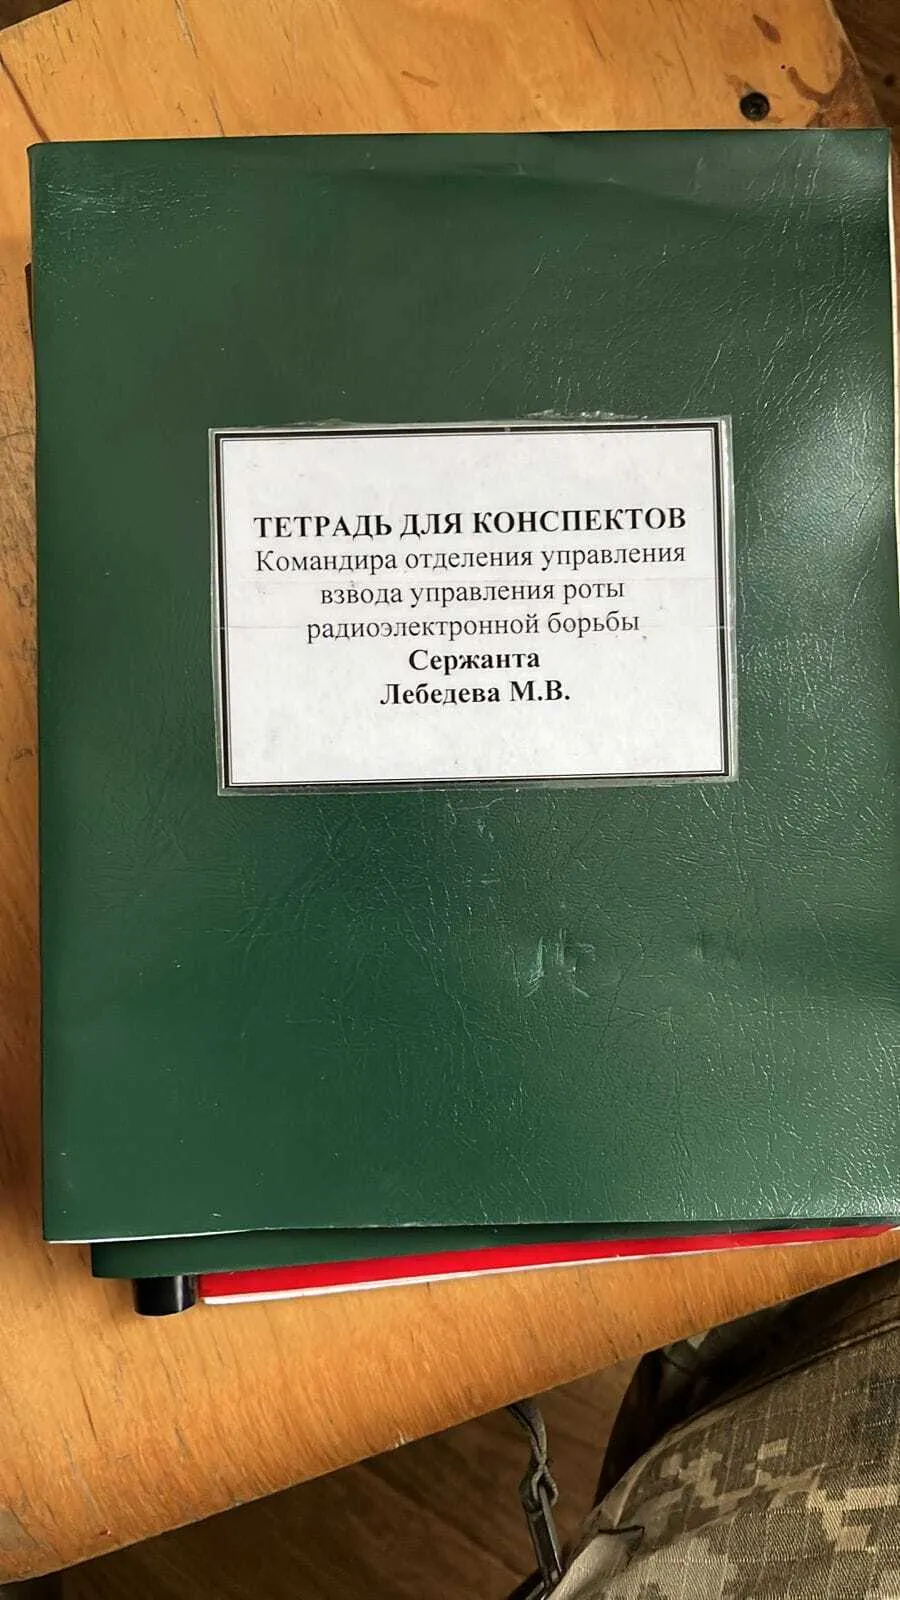 ТЕТРАДЬ ДЛЯ КОНСПЕКТОВ
Командира отделения управления
взвода управления роты
радиоэлектронной борьбы
Сержанта
Лебедева М.В.